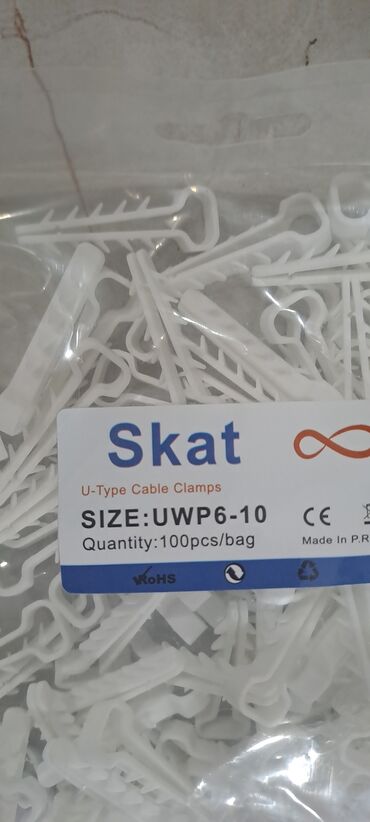 Skat
U-Type Cable Clamps
SIZE:UWP6-10
CE
Quantity:100pcs/bag
Made In P.R
RoHS